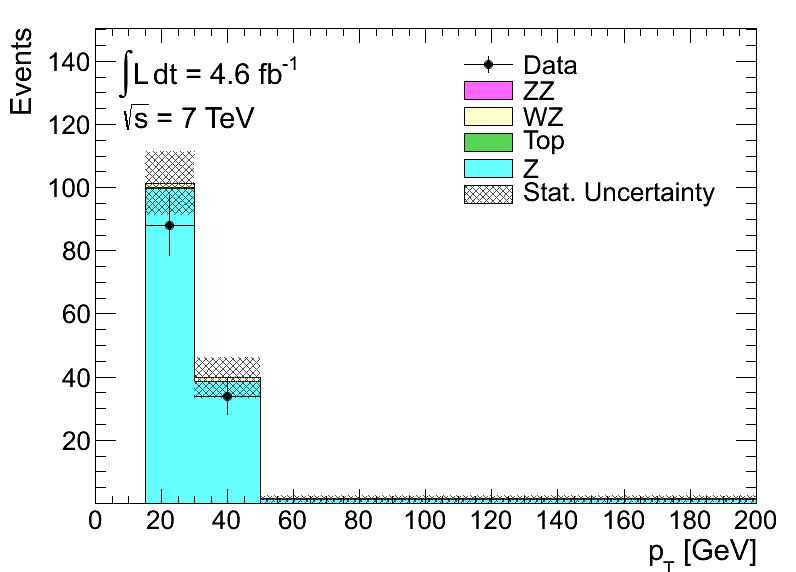 Events
140
120
100
80
60
40
20
∫L dt = 4.6 fb⁻¹
√s = 7 TeV
Data
ZZ
WZ
Top
Z
Stat. Uncertainty
0 20 40 60 80 100 120 140 160 180 200
p_T [GeV]